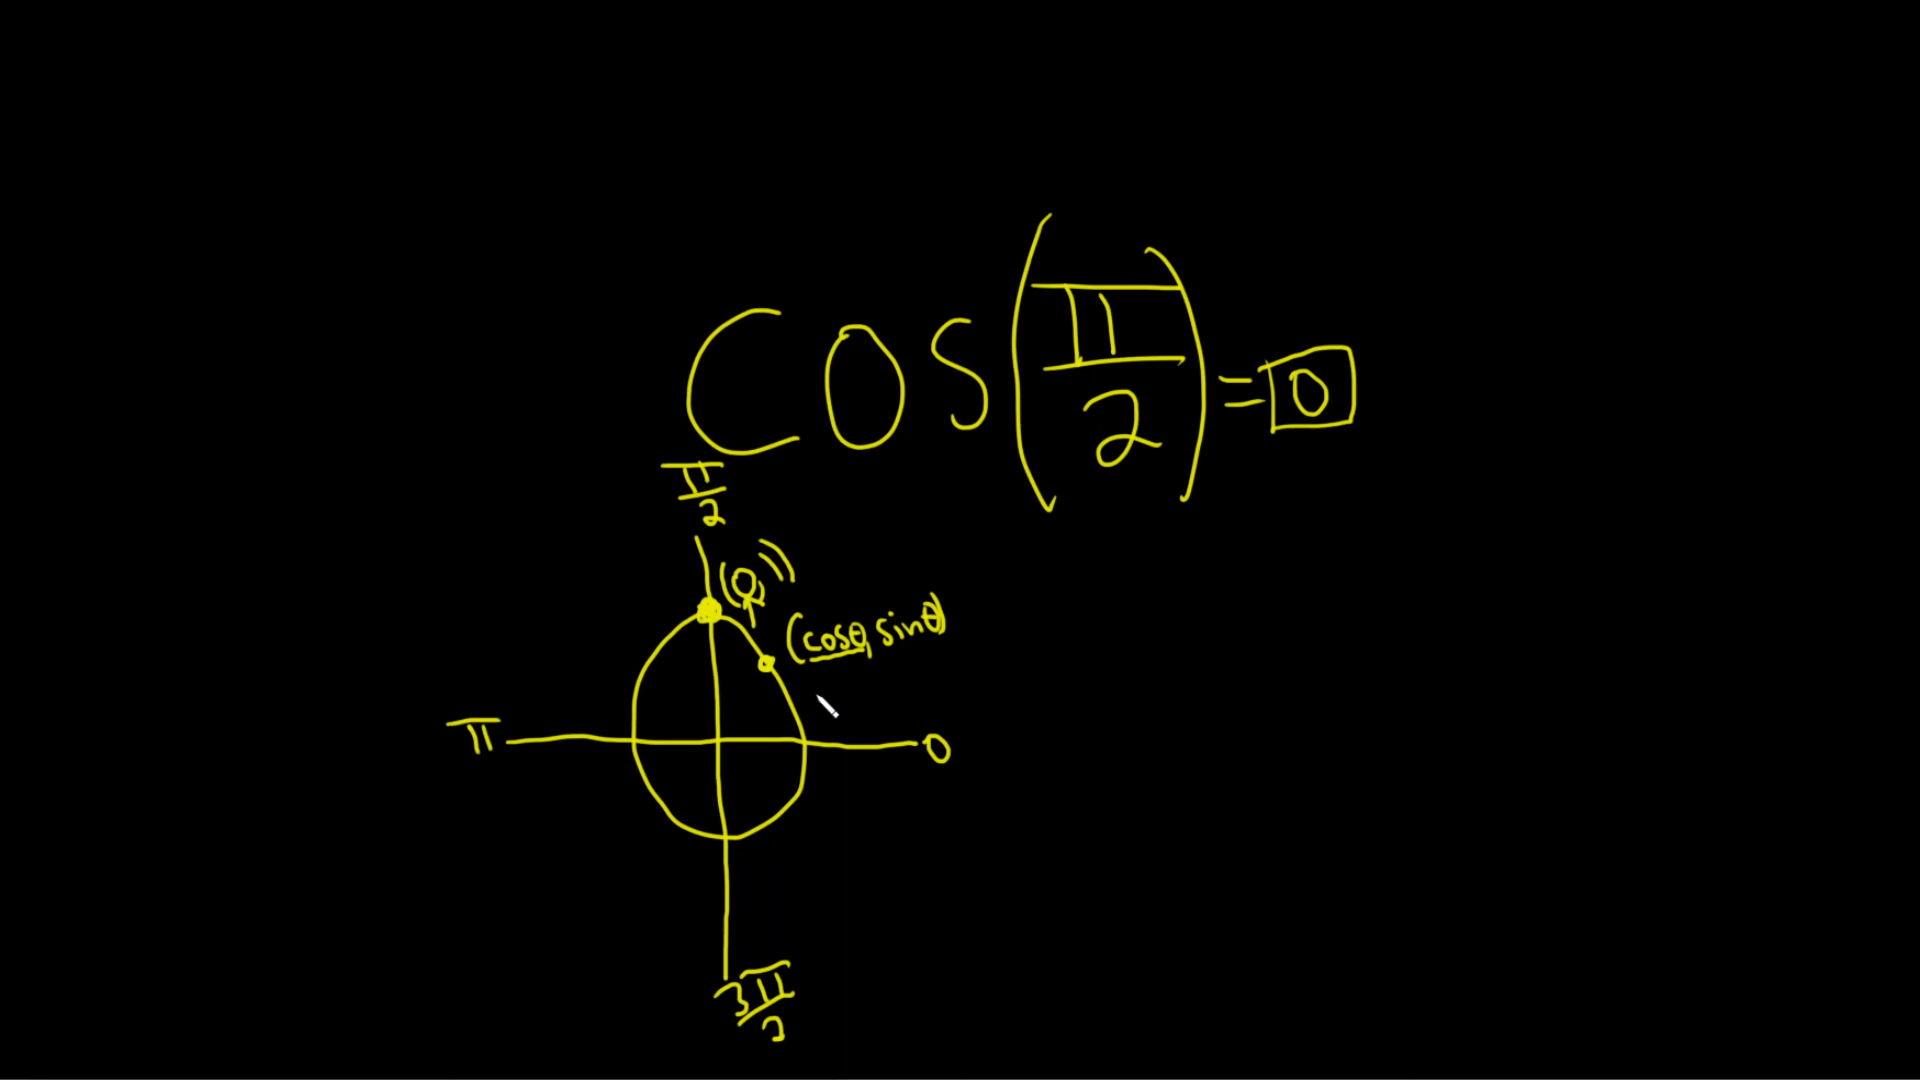 COS(π/2)=0
π/2
(0,1)
(cosθ, sinθ)
π
0
3π/2